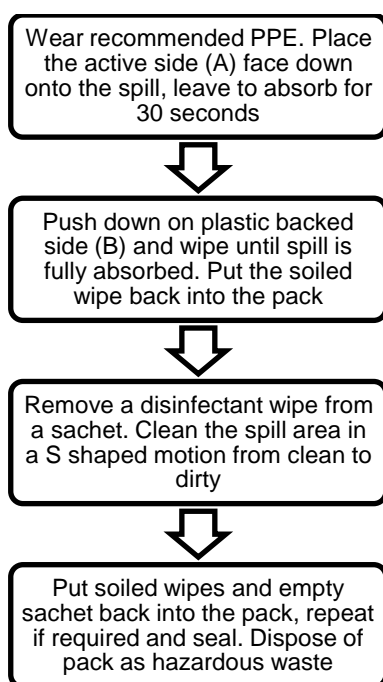 Wear recommended PPE. Place
the active side (A) face down
onto the spill, leave to absorb for
30 seconds
Push down on plastic backed
side (B) and wipe until spill is
fully absorbed. Put the soiled
wipe back into the pack
Remove a disinfectant wipe from
a sachet. Clean the spill area in
a S shaped motion from clean to
dirty
Put soiled wipes and empty
sachet back into the pack, repeat
if required and seal. Dispose of
pack as hazardous waste